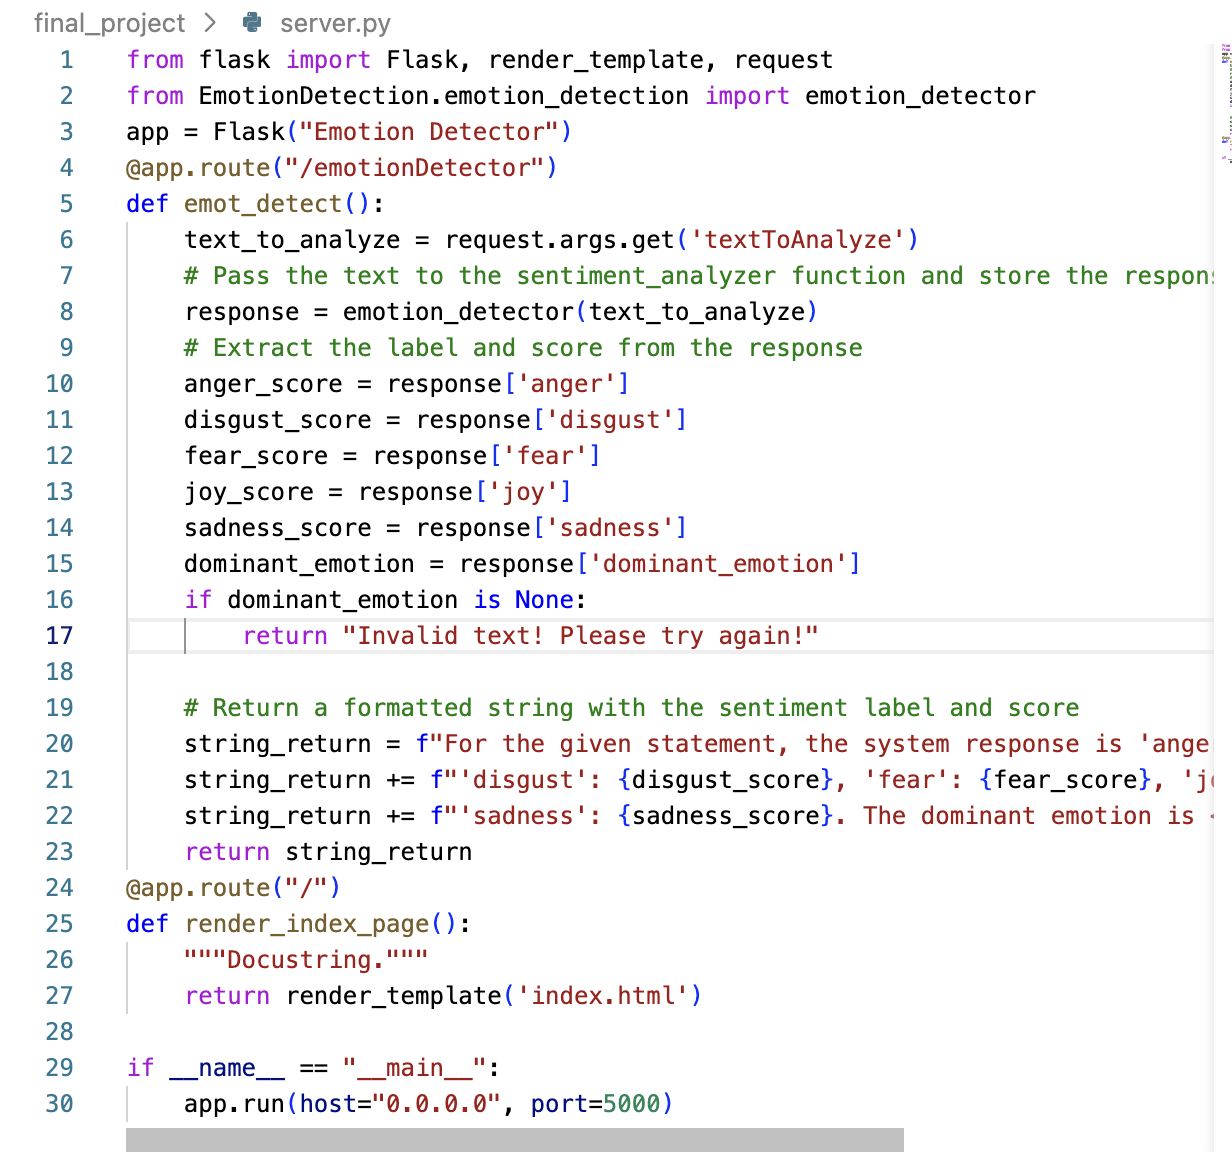 final_project > server.py
1 from flask import Flask, render_template, request
2 from EmotionDetection.emotion_detection import emotion_detector
3 app = Flask("Emotion Detector")
4 @app.route("/emotionDetector")
5 def emot_detect():
6     text_to_analyze = request.args.get('textToAnalyze')
7     # Pass the text to the sentiment_analyzer function and store the respons
8     response = emotion_detector(text_to_analyze)
9     # Extract the label and score from the response
10     anger_score = response['anger']
11     disgust_score = response['disgust']
12     fear_score = response['fear']
13     joy_score = response['joy']
14     sadness_score = response['sadness']
15     dominant_emotion = response['dominant_emotion']
16     if dominant_emotion is None:
17         return "Invalid text! Please try again!"
18
19     # Return a formatted string with the sentiment label and score
20     string_return = f"For the given statement, the system response is 'ange
21     string_return += f"'disgust': {disgust_score}, 'fear': {fear_score}, 'jo
22     string_return += f"'sadness': {sadness_score}. The dominant emotion is <
23     return string_return
24 @app.route("/")
25 def render_index_page():
26     """Docustring."""
27     return render_template('index.html')
28
29 if __name__ == "__main__":
30     app.run(host="0.0.0.0", port=5000)